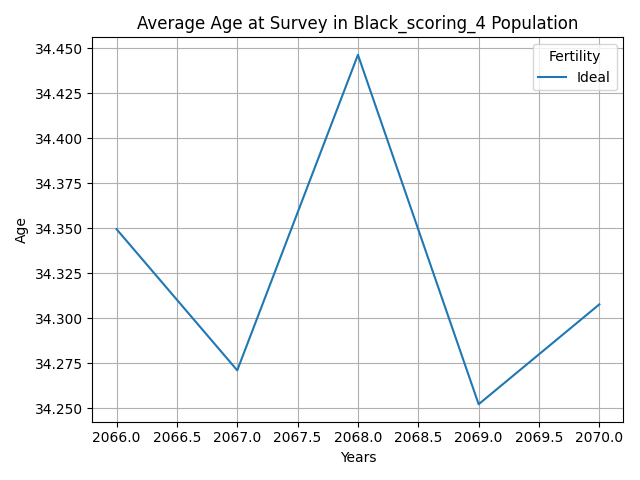 Average Age at Survey in Black_scoring_4 Population
Fertility
Ideal
34.450
34.425
34.400
34.375
34.350
34.325
34.300
34.275
34.250
Age
2066.0 2066.5 2067.0 2067.5 2068.0 2068.5 2069.0 2069.5 2070.0
Years